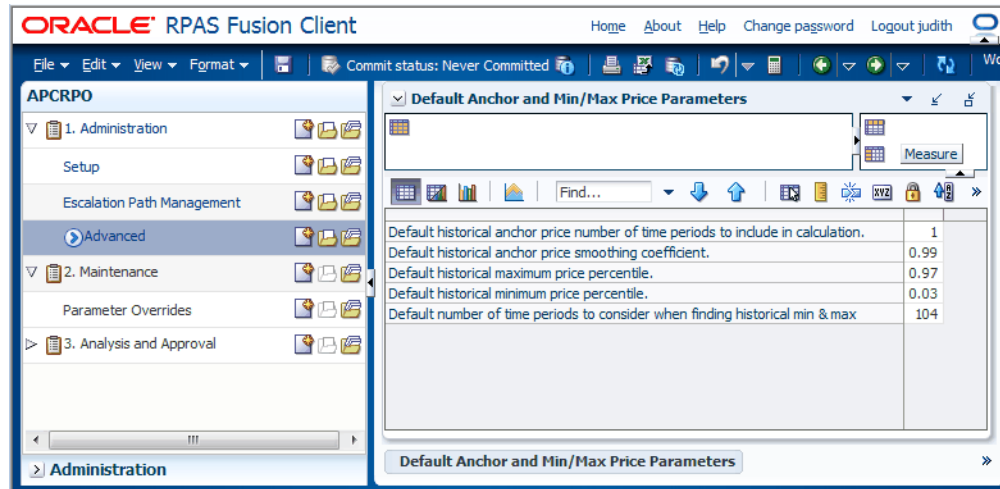 ORACLE RPAS Fusion Client
Home About Help Change password Logout judith
File Edit View Format Commit status: Never Committed
APCRPO
1. Administration
Setup
Escalation Path Management
Advanced
2. Maintenance
Parameter Overrides
3. Analysis and Approval
Administration
Default Anchor and Min/Max Price Parameters
Measure
Find...
XYZ
Default historical anchor price number of time periods to include in calculation. 1
Default historical anchor price smoothing coefficient. 0.99
Default historical maximum price percentile. 0.97
Default historical minimum price percentile. 0.03
Default number of time periods to consider when finding historical min & max 104
Default Anchor and Min/Max Price Parameters